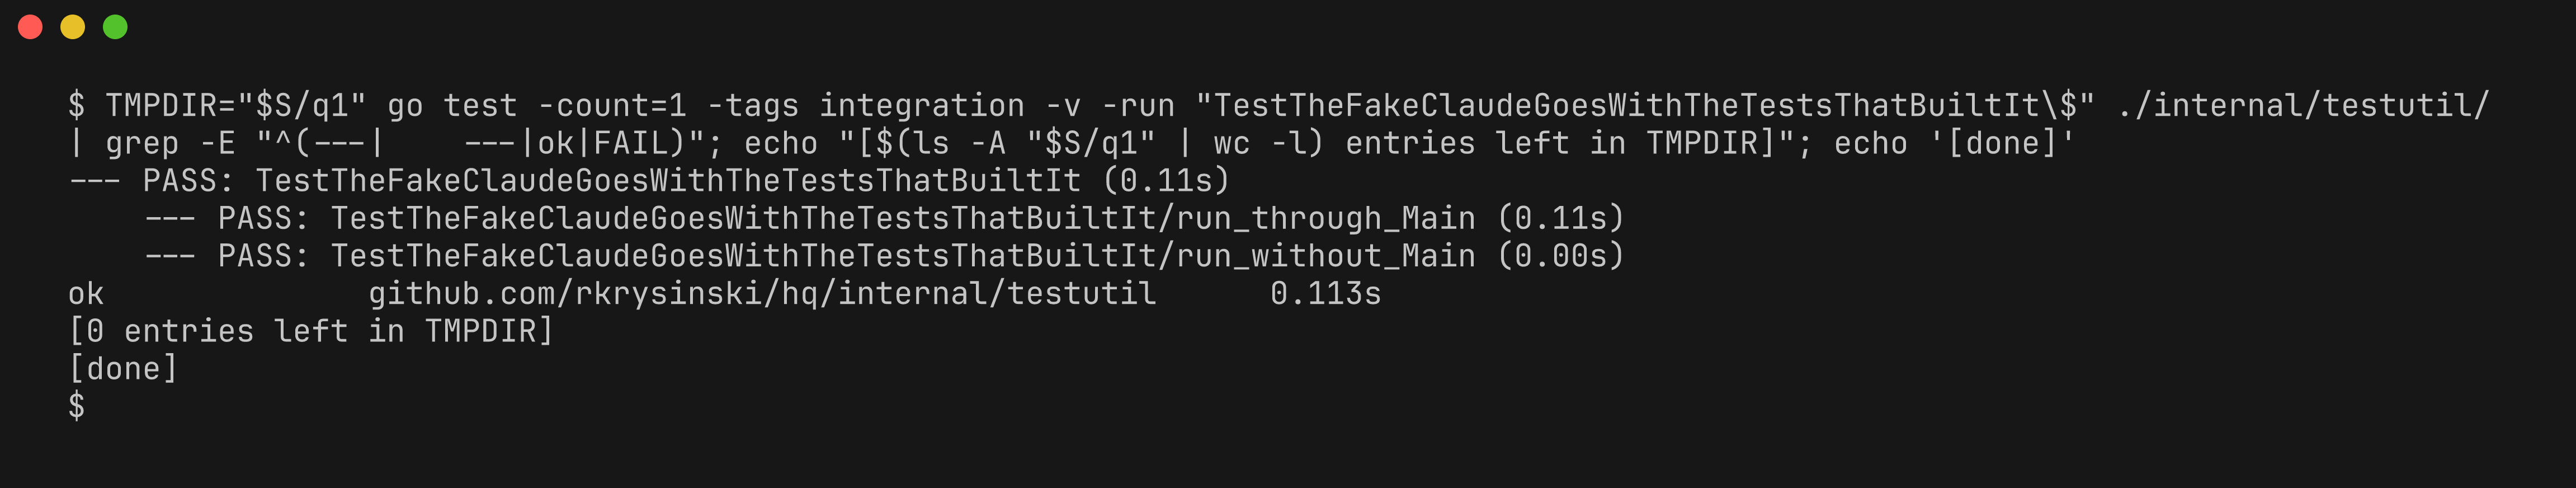 $ TMPDIR="$S/q1" go test -count=1 -tags integration -v -run "TestTheFakeClaudeGoesWithTheTestsThatBuiltIt\$" ./internal/testutil/
| grep -E "^(---|    ---|ok|FAIL)"; echo "[$(ls -A "$S/q1" | wc -l) entries left in TMPDIR]"; echo '[done]'
--- PASS: TestTheFakeClaudeGoesWithTheTestsThatBuiltIt (0.11s)
    --- PASS: TestTheFakeClaudeGoesWithTheTestsThatBuiltIt/run_through_Main (0.11s)
    --- PASS: TestTheFakeClaudeGoesWithTheTestsThatBuiltIt/run_without_Main (0.00s)
ok              github.com/rkrysinski/hq/internal/testutil      0.113s
[0 entries left in TMPDIR]
[done]
$